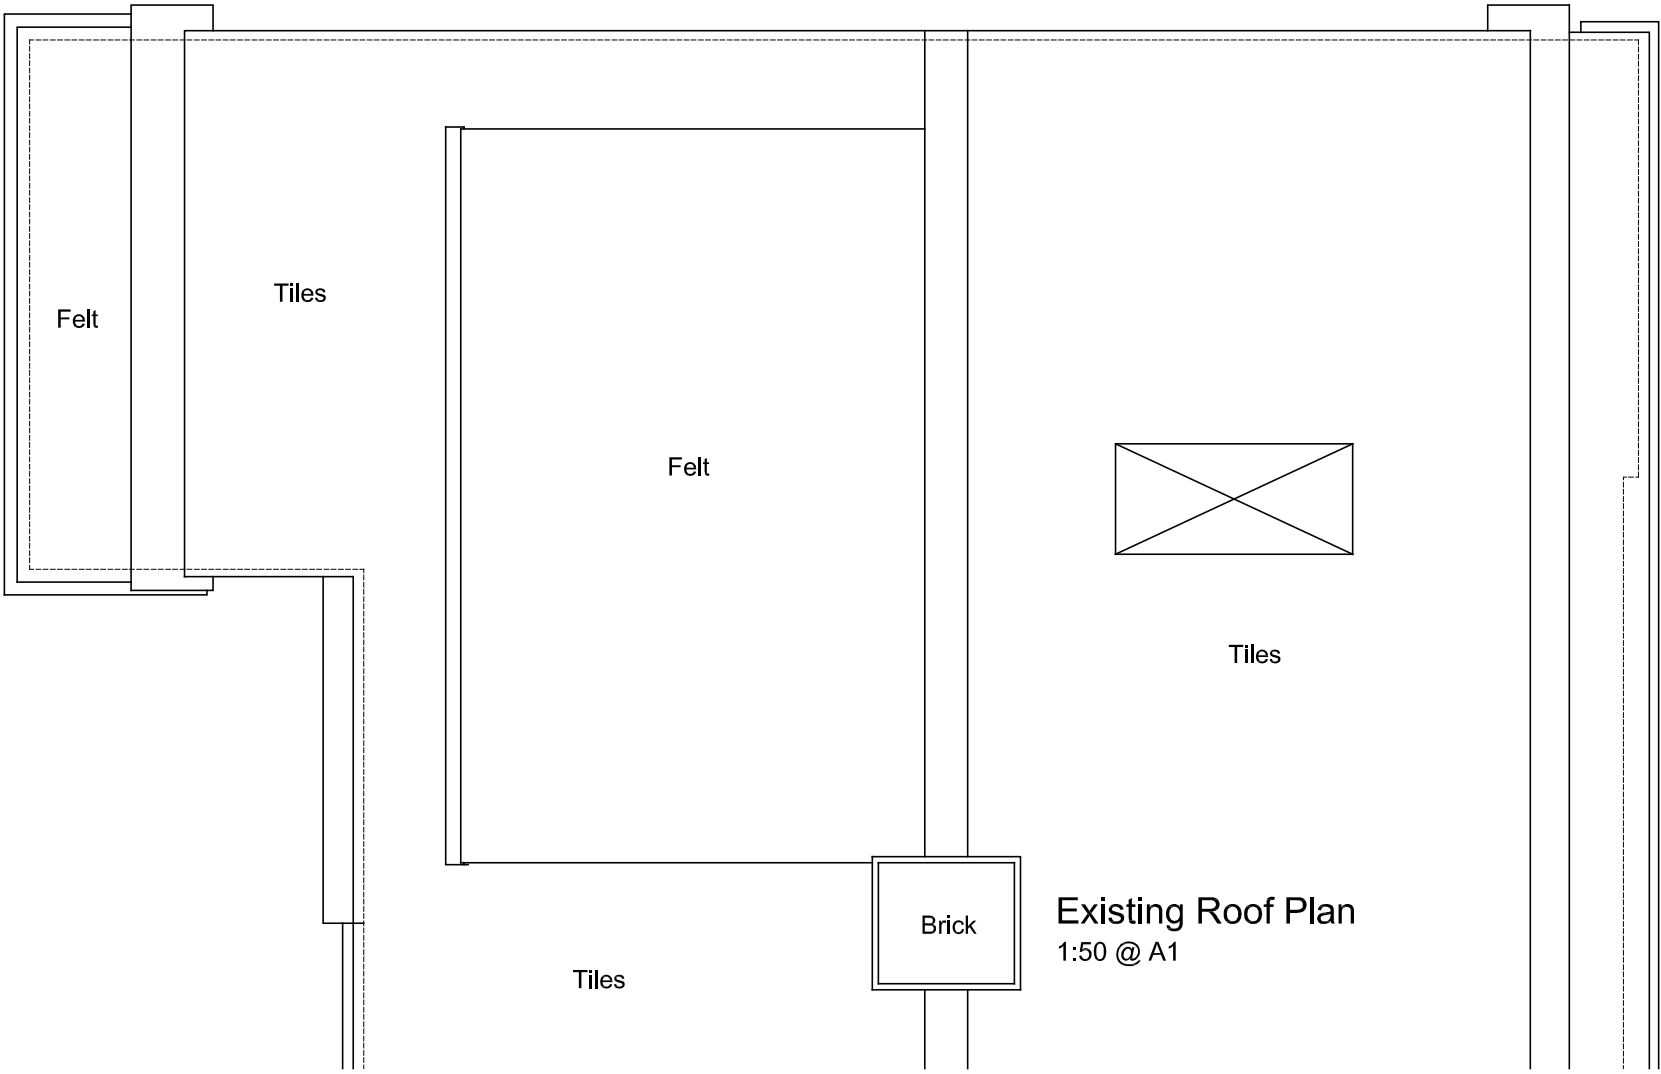 Tiles
Felt
Felt
Tiles
Existing Roof Plan
Brick
1:50 @ A1
Tiles